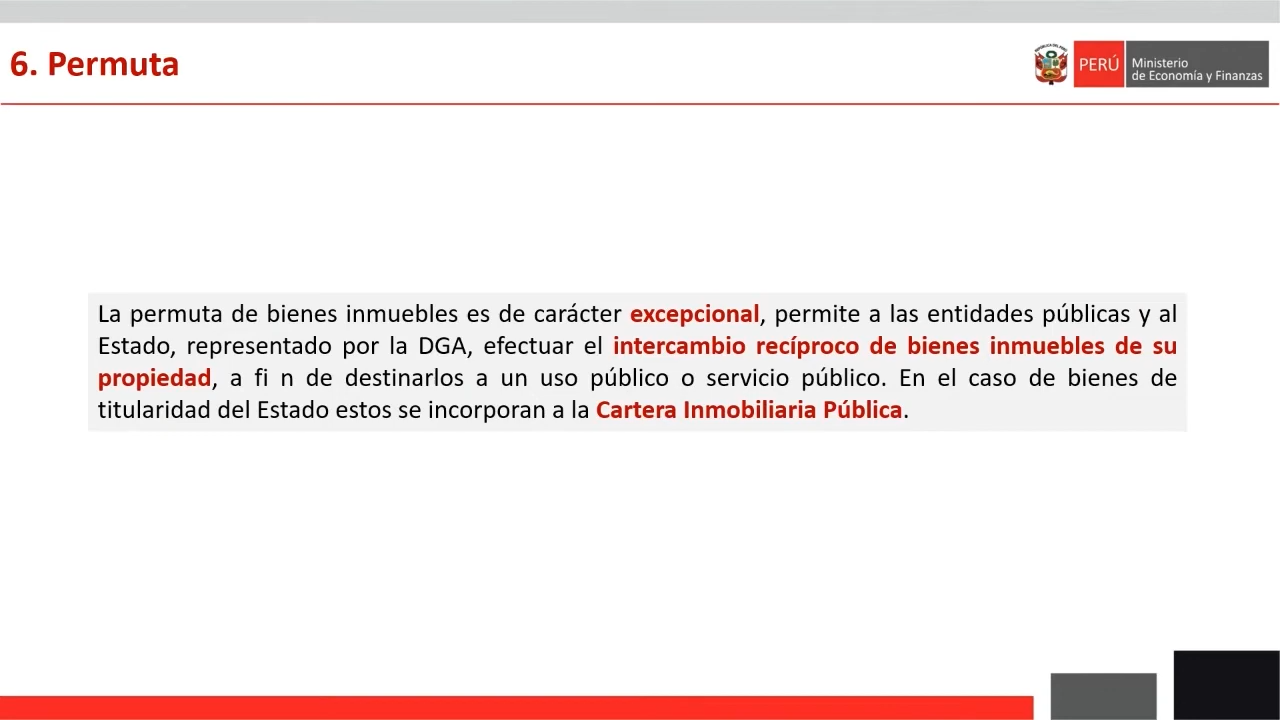 6. Permuta
REPÚBLICA DEL PERÚ
PERÚ
Ministerio
de Economía y Finanzas
La permuta de bienes inmuebles es de carácter excepcional, permite a las entidades públicas y al
Estado, representado por la DGA, efectuar el intercambio recíproco de bienes inmuebles de su
propiedad, a fi n de destinarlos a un uso público o servicio público. En el caso de bienes de
titularidad del Estado estos se incorporan a la Cartera Inmobiliaria Pública.